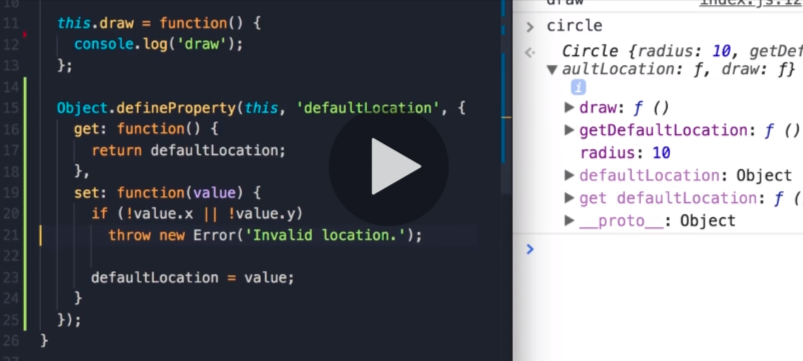 10
11 this.draw = function() {
12 console.log('draw');
13 };
14
15 Object.defineProperty(this, 'defaultLocation', {
16 get: function() {
17 return defaultLocation;
18 },
19 set: function(value) {
20 if (!value.x || !value.y)
21 throw new Error('Invalid location.');
22
23 defaultLocation = value;
24 }
25 });
26 }
draw index.js:12
> circle
Circle {radius: 10, getDef
aultLocation: ƒ, draw: ƒ}
i
draw: ƒ ()
getDefaultLocation: ƒ ()
radius: 10
defaultLocation: Object
get defaultLocation: ƒ (
__proto__: Object
>